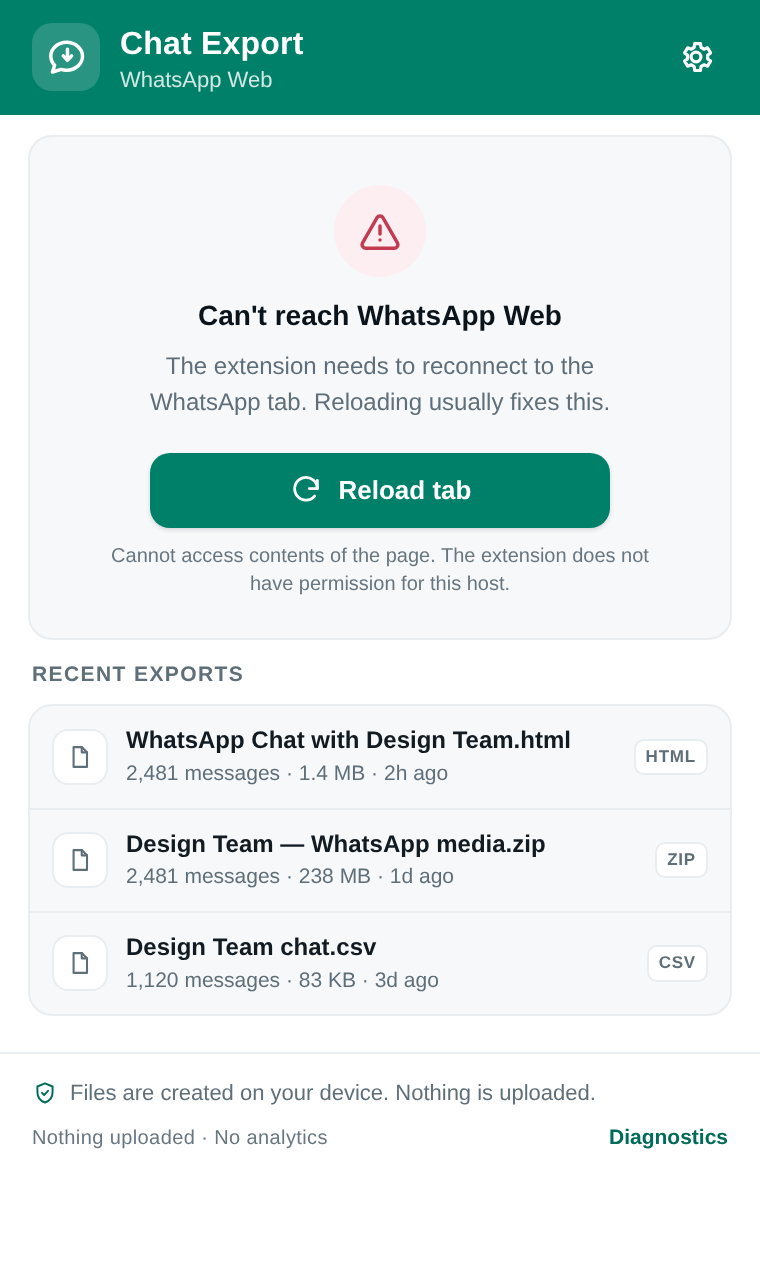 Chat Export
WhatsApp Web
Can't reach WhatsApp Web
The extension needs to reconnect to the
WhatsApp tab. Reloading usually fixes this.
Reload tab
Cannot access contents of the page. The extension does not
have permission for this host.
RECENT EXPORTS
WhatsApp Chat with Design Team.html
2,481 messages · 1.4 MB · 2h ago
HTML
Design Team — WhatsApp media.zip
2,481 messages · 238 MB · 1d ago
ZIP
Design Team chat.csv
1,120 messages · 83 KB · 3d ago
CSV
Files are created on your device. Nothing is uploaded.
Nothing uploaded · No analytics
Diagnostics